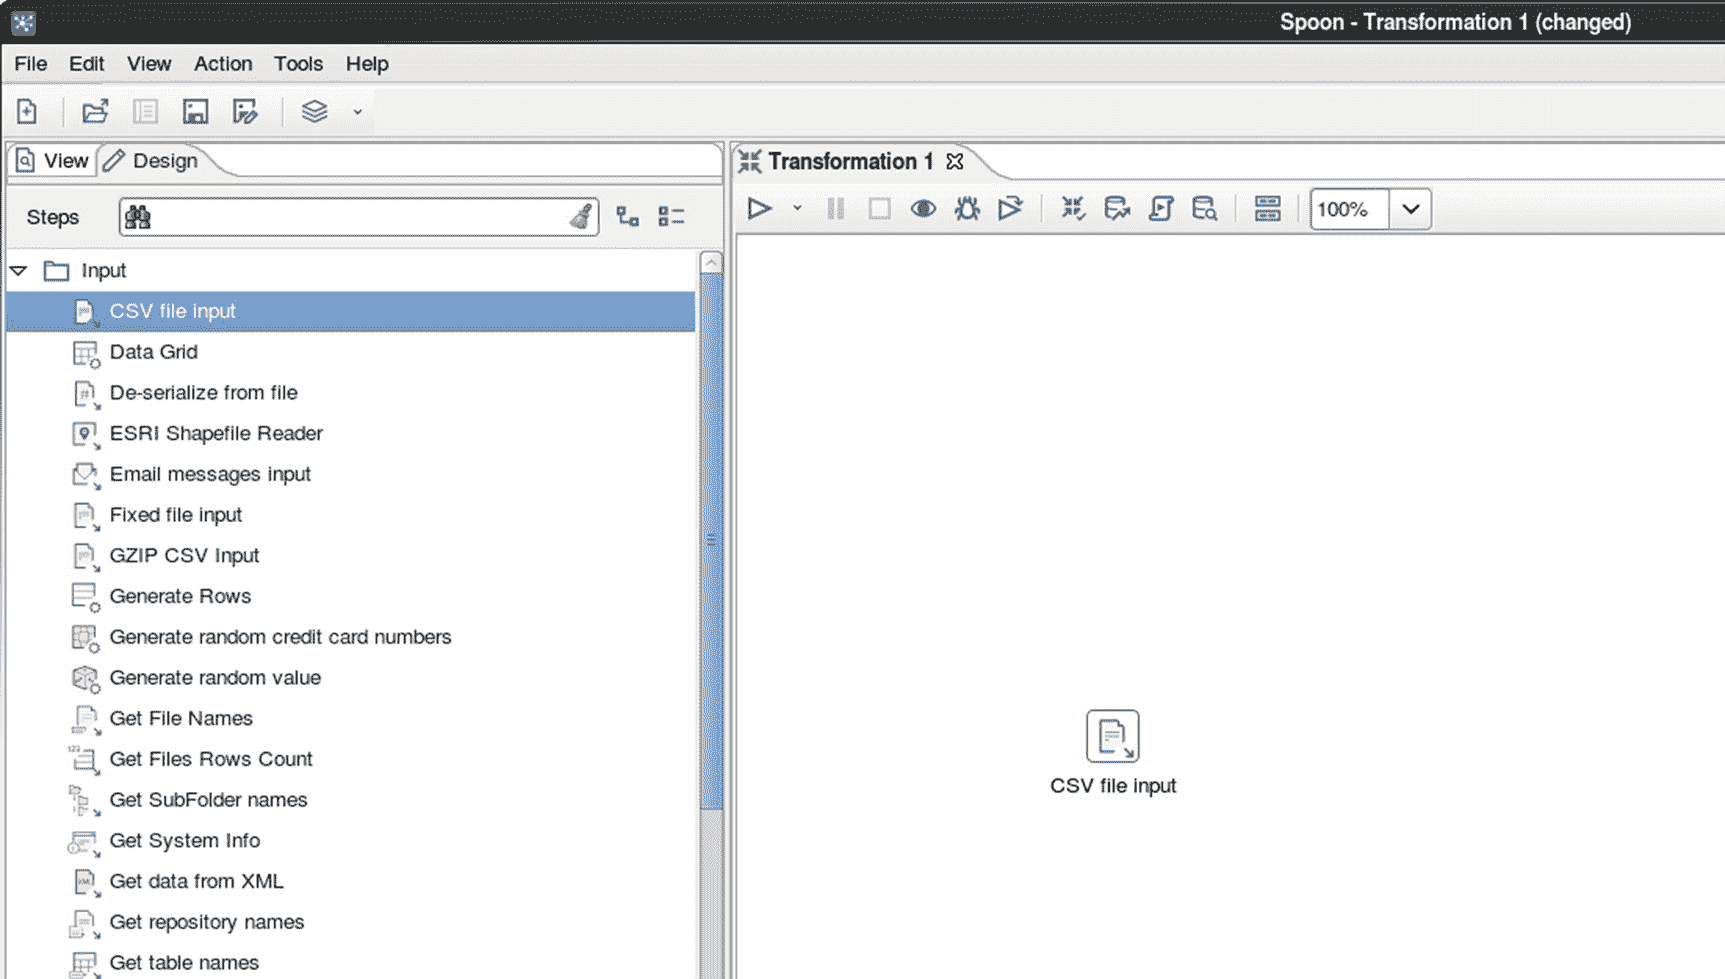 Spoon - Transformation 1 (changed)
File Edit View Action Tools Help
View Design
Transformation 1
Steps
100%
Input
CSV file input
Data Grid
De-serialize from file
ESRI Shapefile Reader
Email messages input
Fixed file input
GZIP CSV Input
Generate Rows
Generate random credit card numbers
Generate random value
Get File Names
Get Files Rows Count
Get SubFolder names
Get System Info
Get data from XML
Get repository names
Get table names
CSV file input